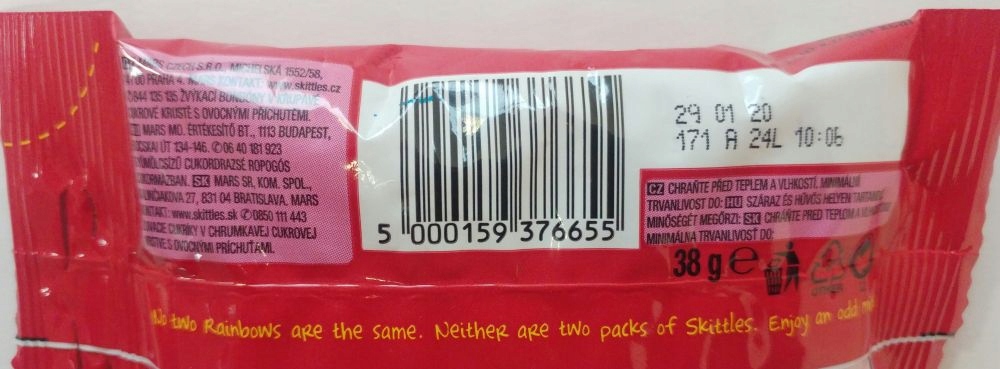 MARS CZECH S.R.O., MICHELSKÁ 1552/58,
00 PRAHA 4. MARS KONTAKT: www.skittles.cz
844 135 135 ŽVÝKACÍ BONBONY V KŘUPAVÉ
KROVÉ KRUSTĚ S OVOCNÝMI PŘÍCHUTĚMI.
MARS MO. ÉRTÉKESÍTŐ BT., 1113 BUDAPEST,
ÚT 134-146. ✆06 40 181 923
CUKORDRAZSÉ ROPOGÓS
SK MARS SR, KOM. SPOL.,
27, 831 04 BRATISLAVA. MARS
www.skittles.sk ✆0850 111 443
CUKRÍKY V CHRUMKAVEJ CUKROVEJ
S OVOCNÝMI PRÍCHUŤAMI.
5 000159 376655
29 01 20
171 A 24L 10:06
CZ CHRAŇTE PŘED TEPLEM A VLHKOSTÍ. MINIMÁLNÍ
TRVANLIVOST DO: HU SZÁRAZ ÉS HŰVÖS HELYEN TARTANDÓ
MINŐSÉGÉT MEGŐRZI: SK CHRÁŇTE PRED TEPLOM A
MINIMÁLNA TRVANLIVOSŤ DO:
38 g e
No two Rainbows are the same. Neither are two packs of Skittles. Enjoy an odd